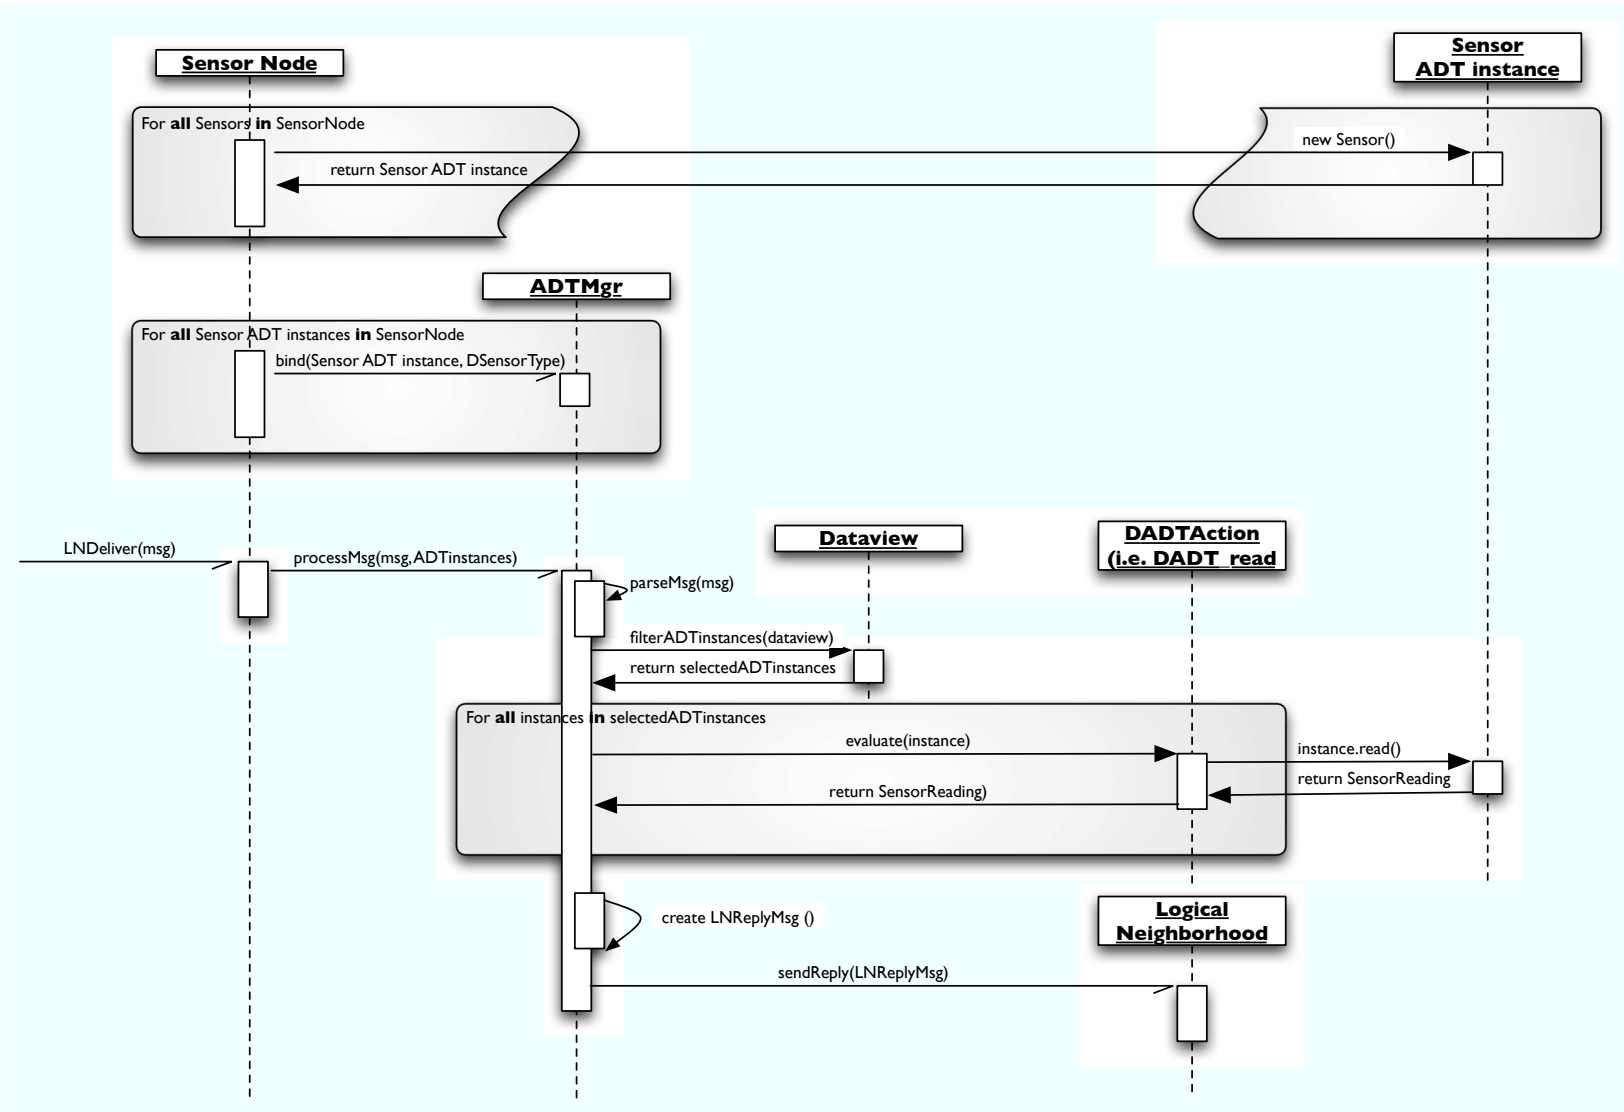 Sensor Node
Sensor
ADT instance
For all Sensors in SensorNode
new Sensor()
return Sensor ADT instance
ADTMgr
For all Sensor ADT instances in SensorNode
bind(Sensor ADT instance, DSensorType)
Dataview
DADTAction
(i.e. DADT_read
LNDeliver(msg)
processMsg(msg,ADTinstances)
parseMsg(msg)
filterADTinstances(dataview)
return selectedADTinstances
For all instances in selectedADTinstances
evaluate(instance)
instance.read()
return SensorReading
return SensorReading)
create LNReplyMsg ()
Logical
Neighborhood
sendReply(LNReplyMsg)